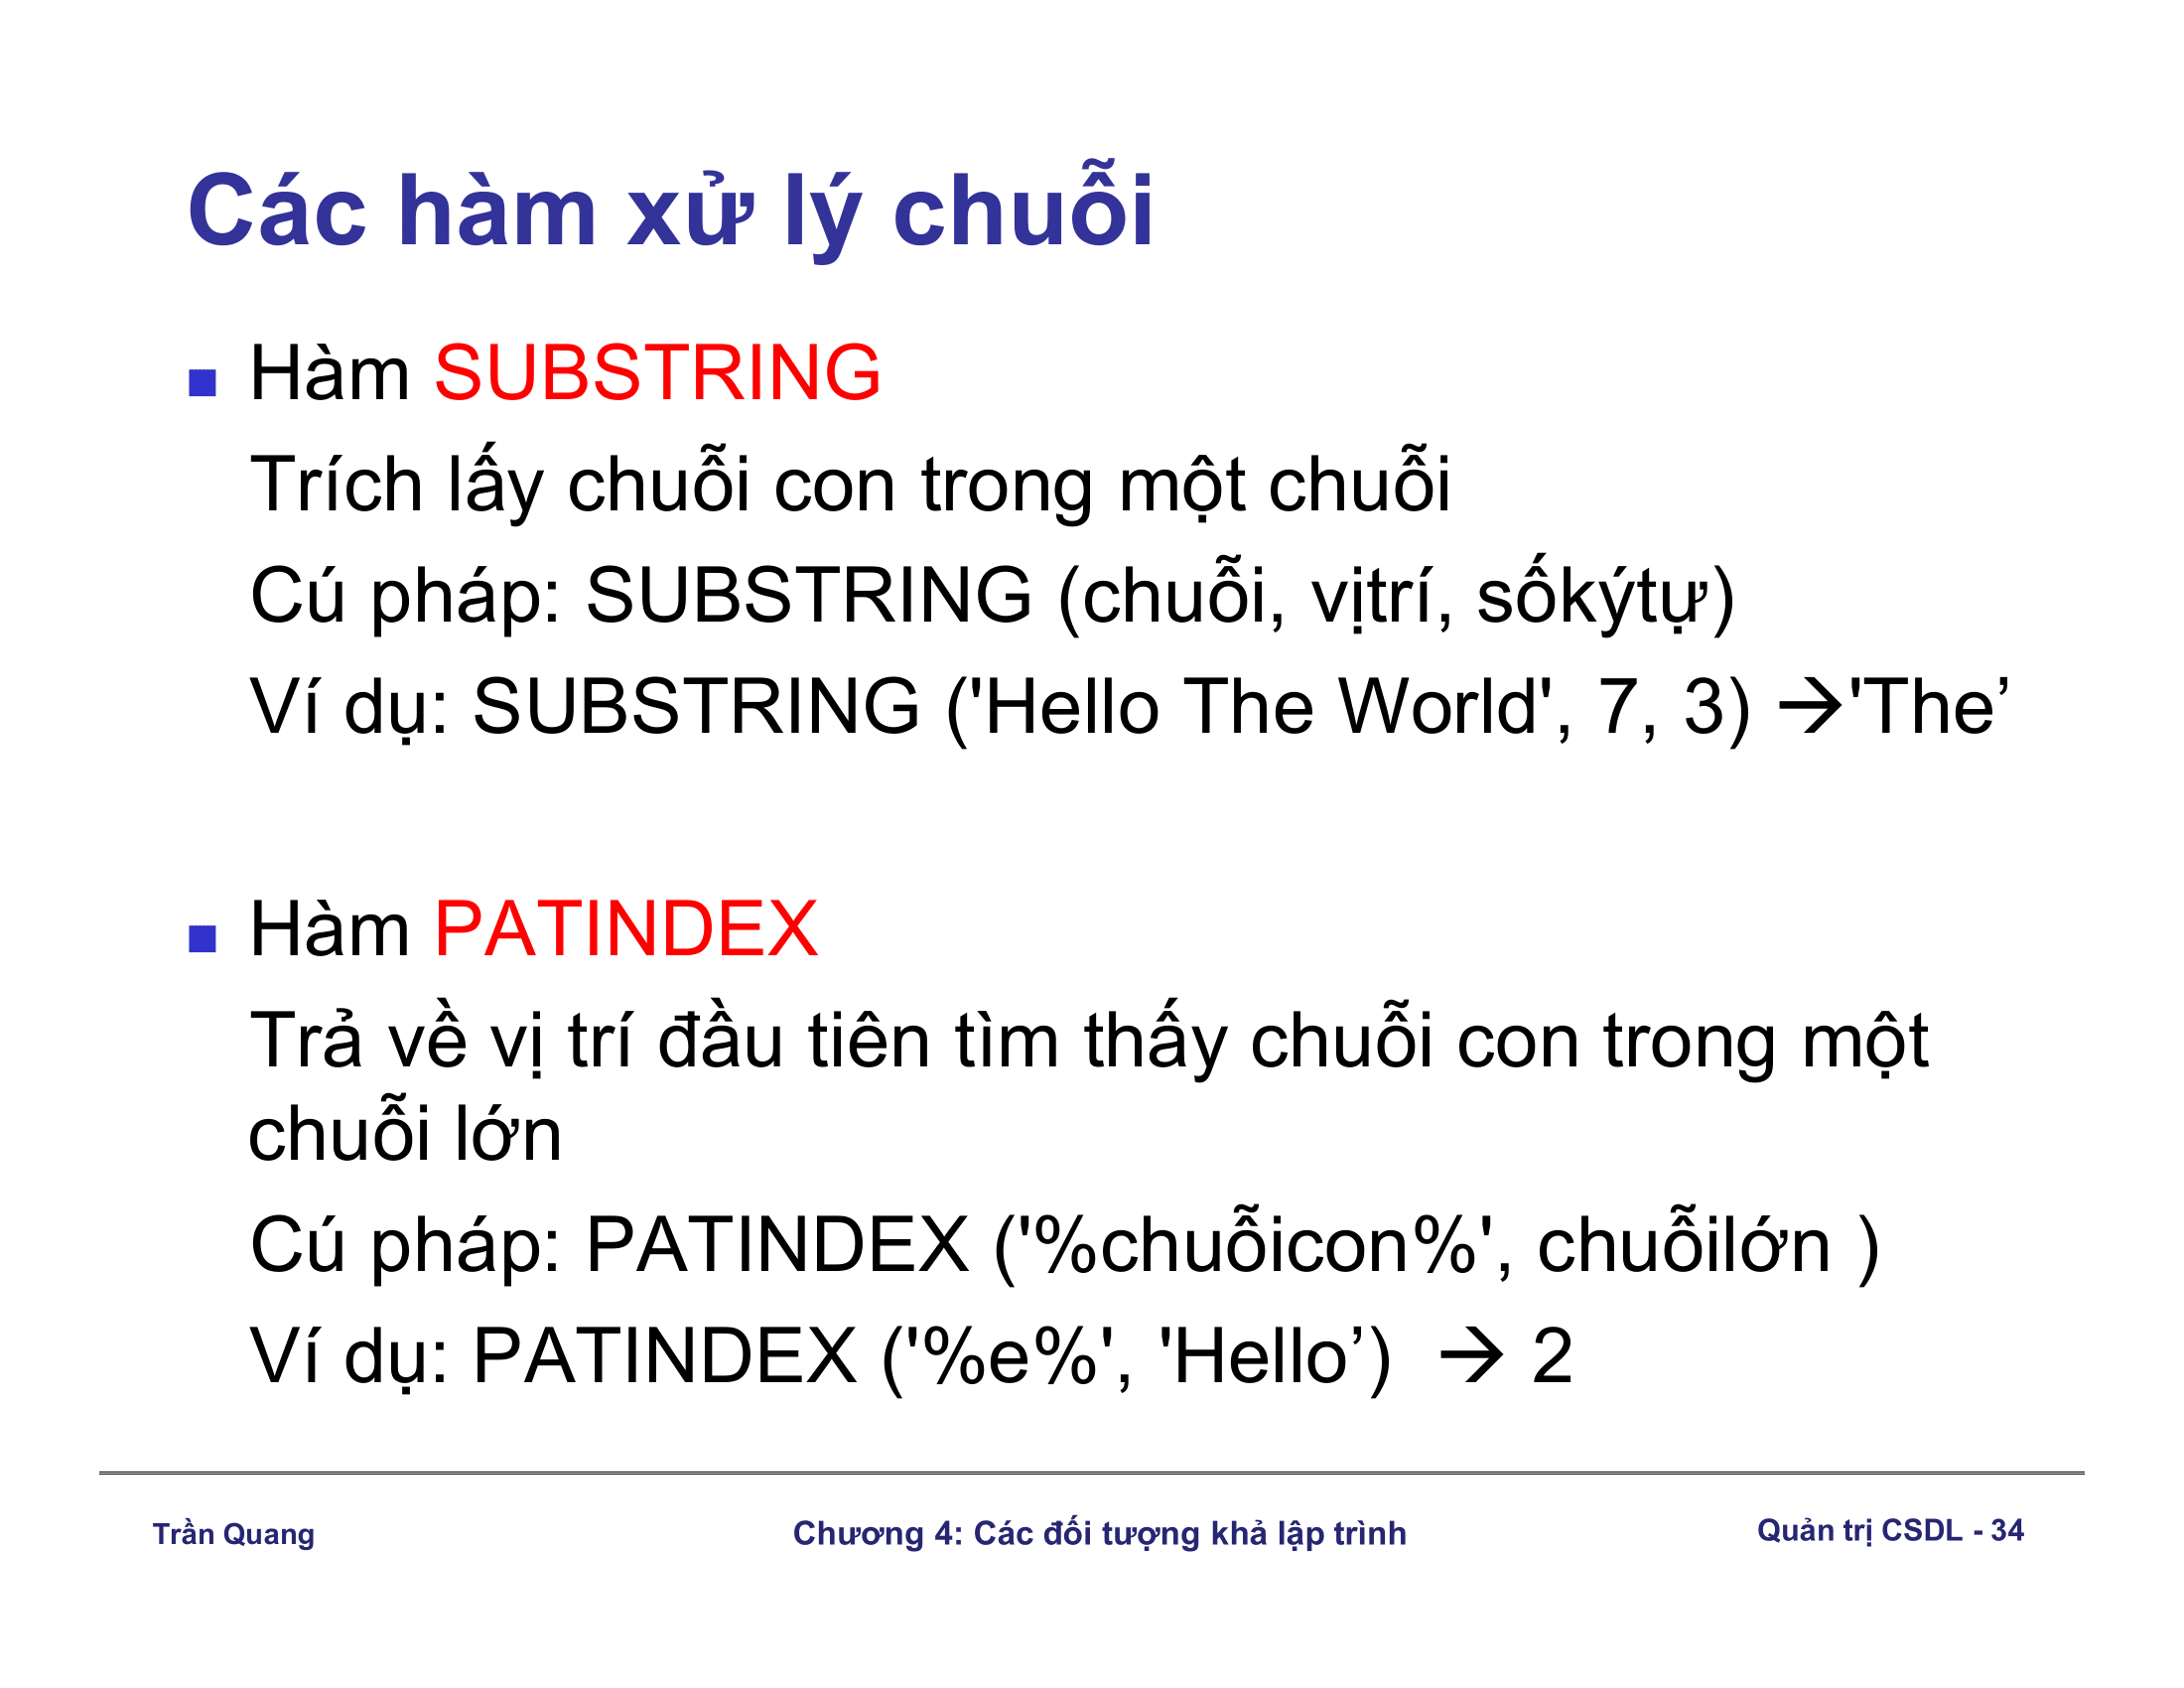 Các hàm xử lý chuỗi
Hàm SUBSTRING
Trích lấy chuỗi con trong một chuỗi
Cú pháp: SUBSTRING (chuỗi, vịtrí, sốkýtự)
Ví dụ: SUBSTRING ('Hello The World', 7, 3) →'The’
Hàm PATINDEX
Trả về vị trí đầu tiên tìm thấy chuỗi con trong một
chuỗi lớn
Cú pháp: PATINDEX ('%chuỗicon%', chuỗilớn )
Ví dụ: PATINDEX ('%e%', 'Hello’) → 2
Trần Quang
Chương 4: Các đối tượng khả lập trình
Quản trị CSDL - 34